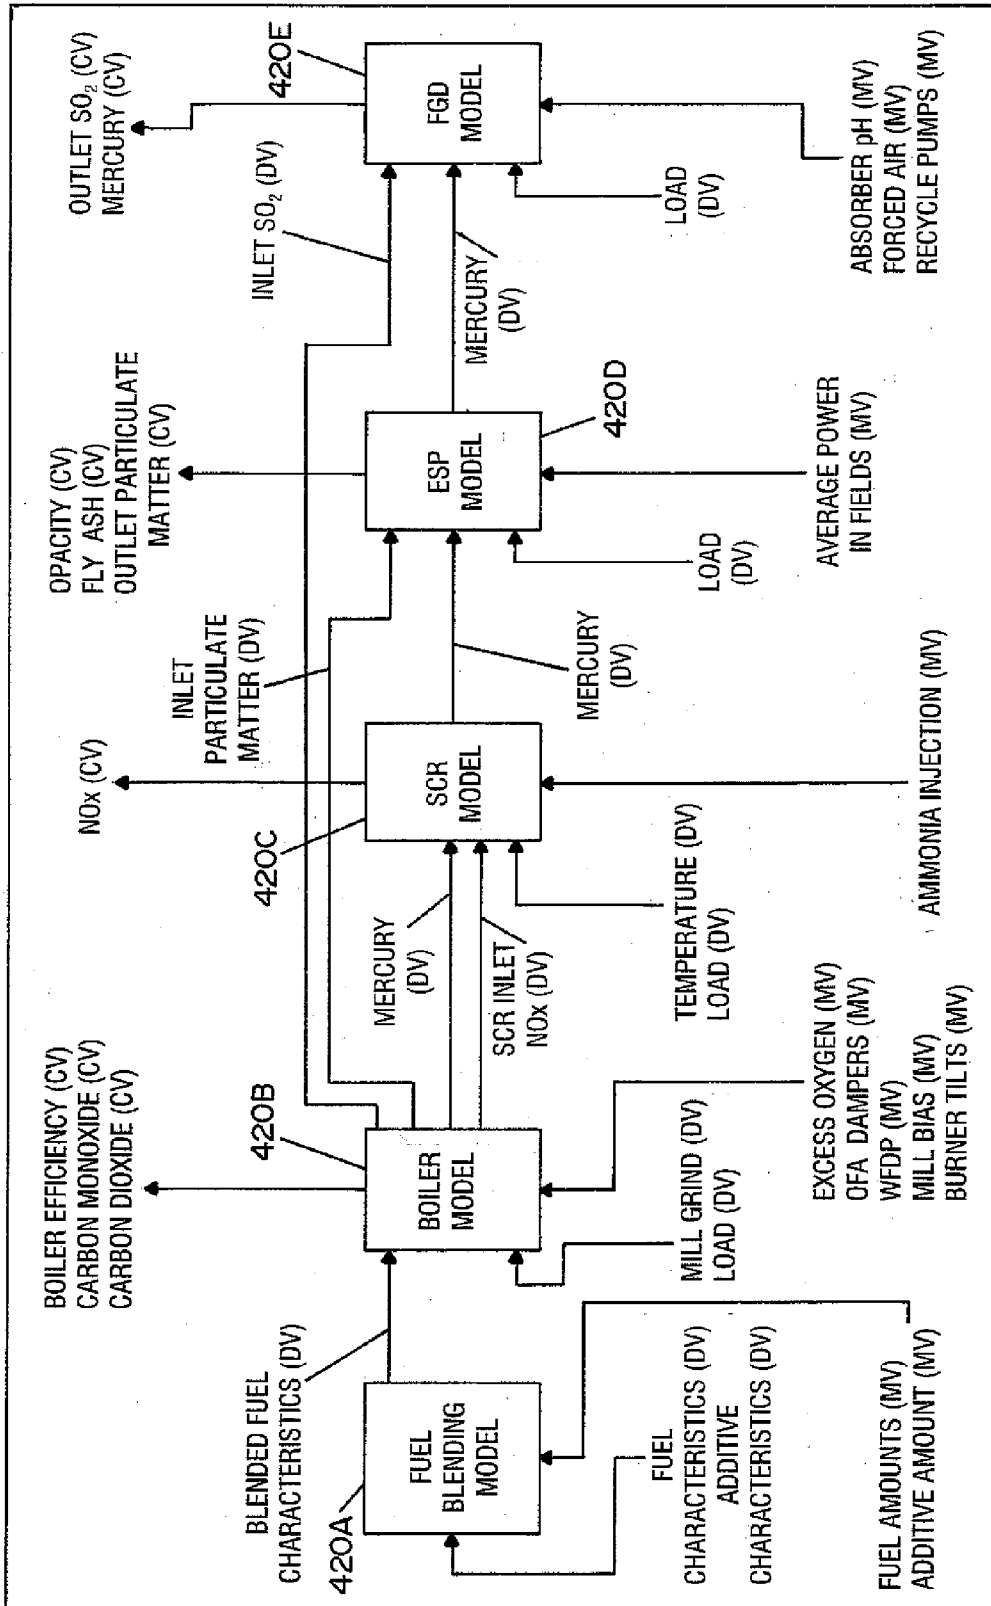 BOILER EFFICIENCY (CV)
CARBON MONOXIDE (CV)
CARBON DIOXIDE (CV)
NOx (CV)
OPACITY (CV)
FLY ASH (CV)
OUTLET PARTICULATE
MATTER (CV)
OUTLET SO₂ (CV)
MERCURY (CV)
BLENDED FUEL
CHARACTERISTICS (DV)
420A
FUEL
BLENDING
MODEL
420B
BOILER
MODEL
MERCURY
(DV)
SCR INLET
NOx (DV)
420C
SCR
MODEL
INLET
PARTICULATE
MATTER (DV)
MERCURY
(DV)
ESP
MODEL
420D
INLET SO₂ (DV)
MERCURY
(DV)
FGD
MODEL
420E
FUEL
CHARACTERISTICS (DV)
ADDITIVE
CHARACTERISTICS (DV)
FUEL AMOUNTS (MV)
ADDITIVE AMOUNT (MV)
MILL GRIND (DV)
LOAD (DV)
EXCESS OXYGEN (MV)
OFA DAMPERS (MV)
WFDP (MV)
MILL BIAS (MV)
BURNER TILTS (MV)
TEMPERATURE (DV)
LOAD (DV)
AMMONIA INJECTION (MV)
LOAD
(DV)
AVERAGE POWER
IN FIELDS (MV)
LOAD
(DV)
ABSORBER pH (MV)
FORCED AIR (MV)
RECYCLE PUMPS (MV)